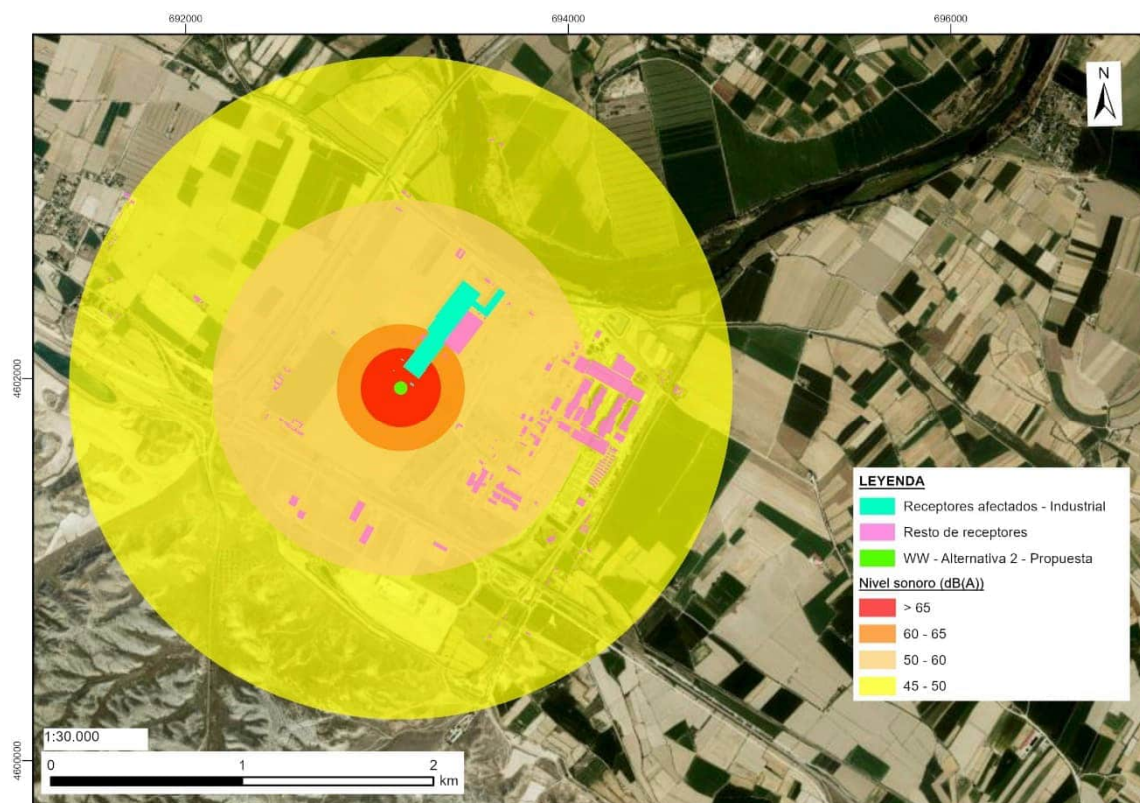 692000
694000
696000
N
4602000
LEYENDA
Receptores afectados - Industrial
Resto de receptores
WW - Alternativa 2 - Propuesta
Nivel sonoro (dB(A))
> 65
60 - 65
50 - 60
45 - 50
4600000
1:30.000
0 1 2
km